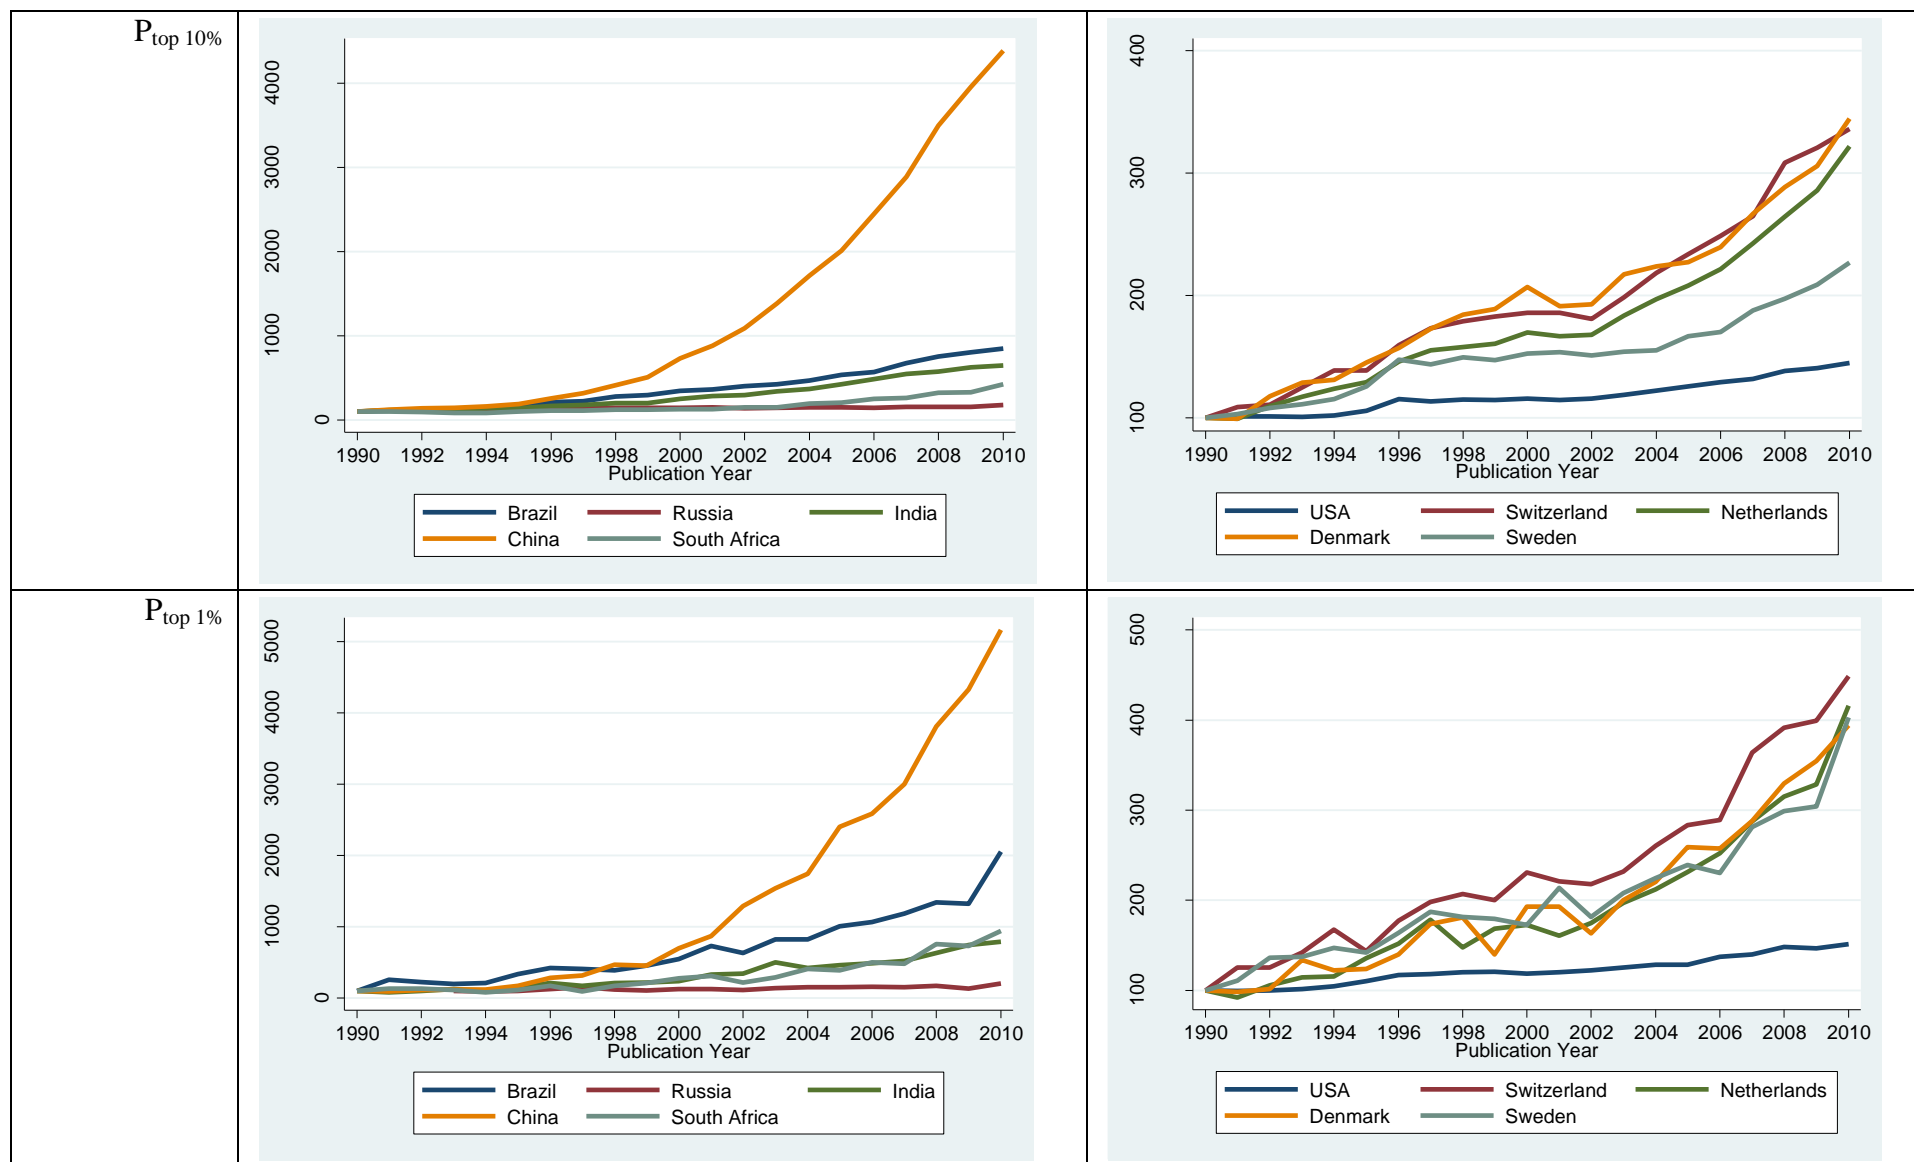 P top 10%
4000
3000
2000
1000
0
1990 1992 1994 1996 1998 2000 2002 2004 2006 2008 2010
Publication Year
Brazil Russia India
China South Africa
400
300
200
100
1990 1992 1994 1996 1998 2000 2002 2004 2006 2008 2010
Publication Year
USA Switzerland Netherlands
Denmark Sweden
P top 1%
5000
4000
3000
2000
1000
0
1990 1992 1994 1996 1998 2000 2002 2004 2006 2008 2010
Publication Year
Brazil Russia India
China South Africa
500
400
300
200
100
1990 1992 1994 1996 1998 2000 2002 2004 2006 2008 2010
Publication Year
USA Switzerland Netherlands
Denmark Sweden